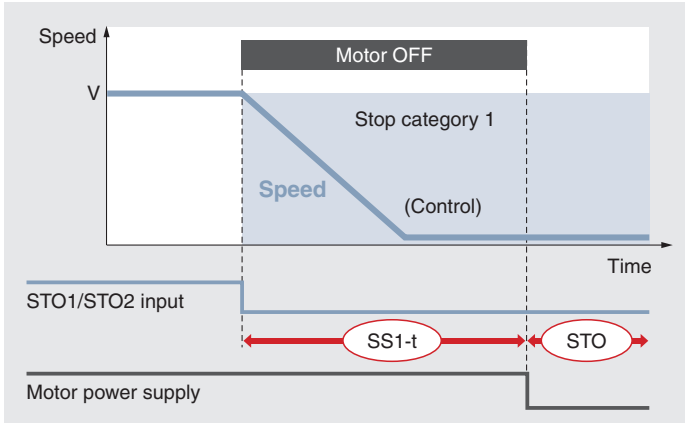 Speed
Motor OFF
V
Stop category 1
Speed
(Control)
Time
STO1/STO2 input
SS1-t
STO
Motor power supply